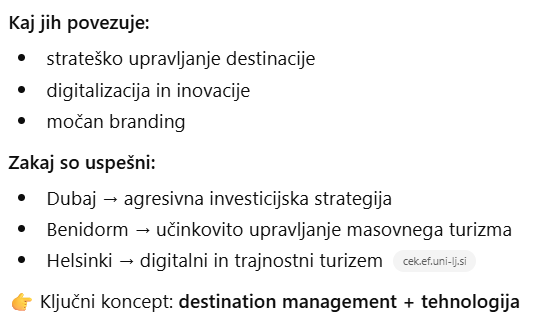 Kaj jih povezuje:
• strateško upravljanje destinacije
• digitalizacija in inovacije
• močan branding
Zakaj so uspešni:
• Dubaj → agresivna investicijska strategija
• Benidorm → učinkovito upravljanje masovnega turizma
• Helsinki → digitalni in trajnostni turizem cek.ef.uni-lj.si
👉 Ključni koncept: destination management + tehnologija